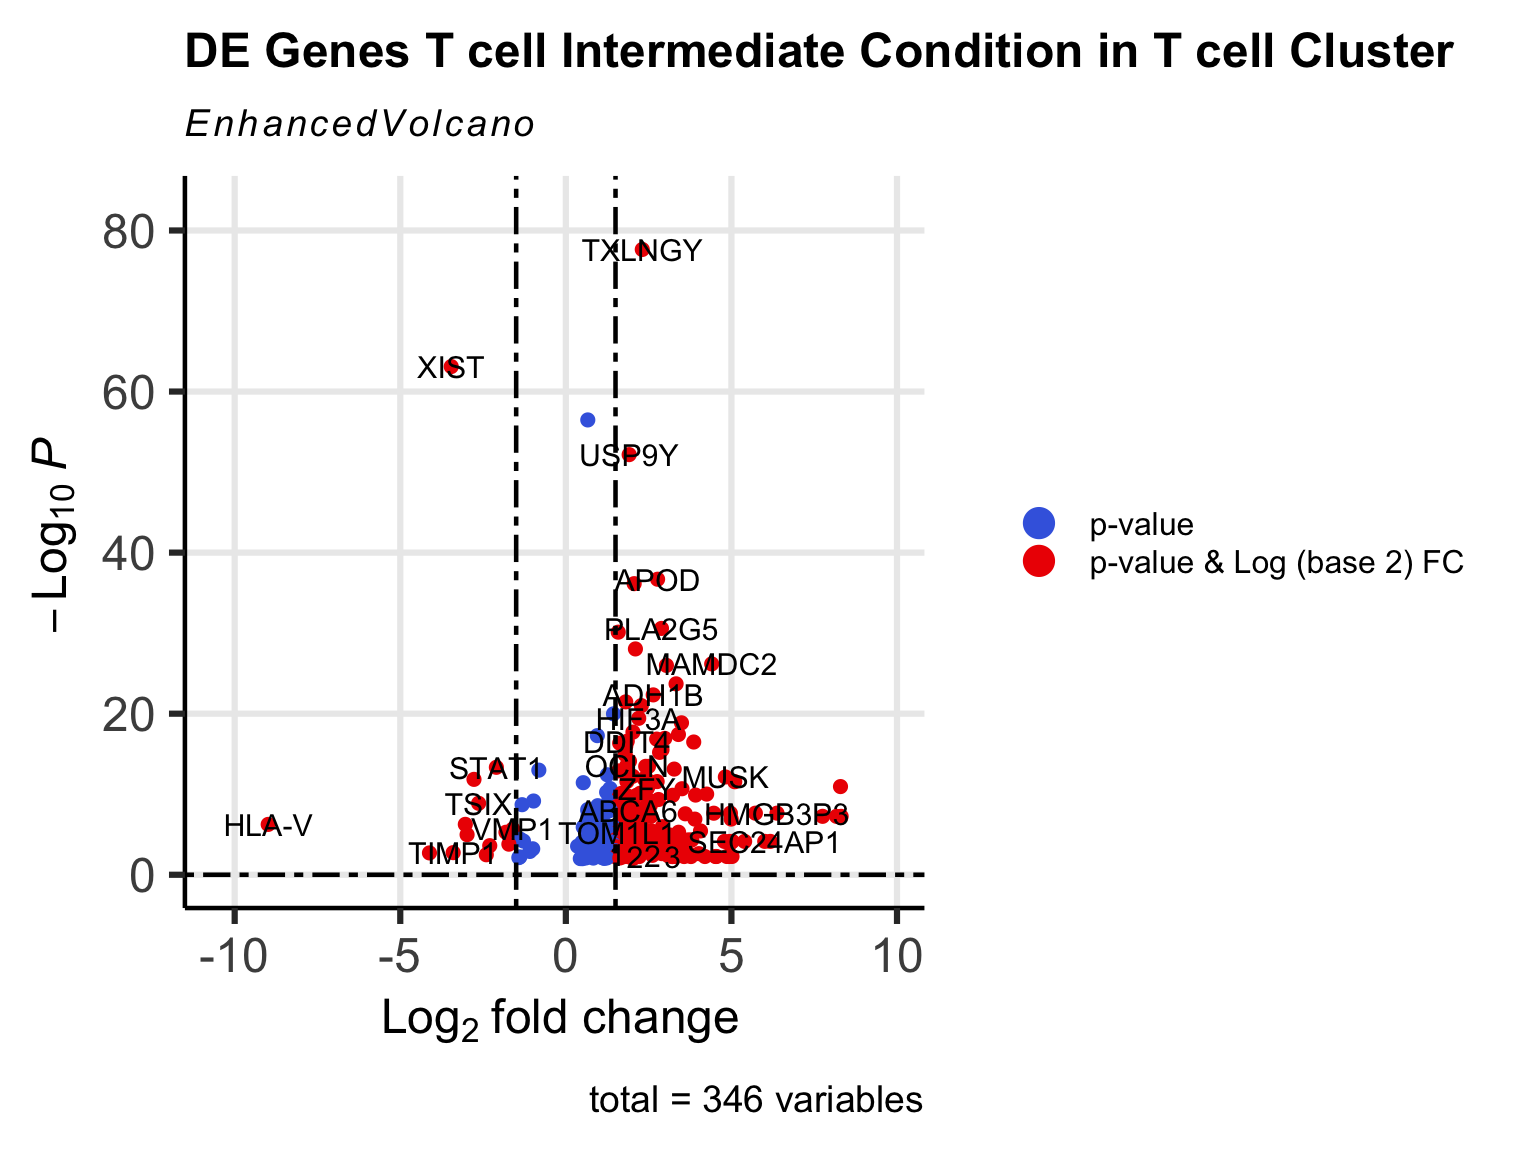 DE Genes T cell Intermediate Condition in T cell Cluster
EnhancedVolcano
80
60
40
20
0
-10
-5
0
5
10
−Log10 P
Log2 fold change
TXLNGY
XIST
USP9Y
APOD
PLA2G5
MAMDC2
ADH1B
HIF3A
DDIT4
STAT1
OCLN
MUSK
ZFY
TSIX
ABCA6
HMGB3P3
HLA-V
VMP1
TOM1L1
SEC24AP1
TIMP1
1223
p-value
p-value & Log (base 2) FC
total = 346 variables